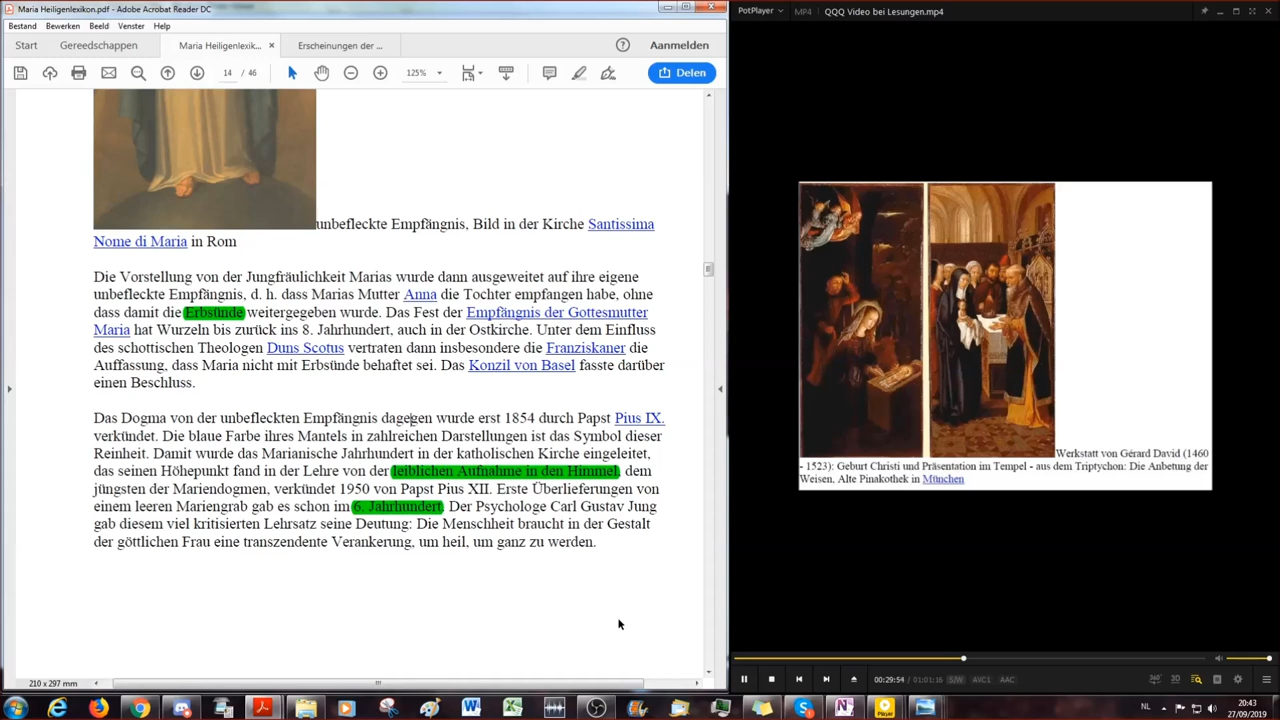 Maria Heiligenlexikon.pdf - Adobe Acrobat Reader DC
Bestand Bewerken Beeld Venster Help
Start Gereedschappen Maria Heiligenlexik... × Erscheinungen der ... Aanmelden
14 / 46 125% Delen
unbefleckte Empfängnis, Bild in der Kirche Santissima
Nome di Maria in Rom
Die Vorstellung von der Jungfräulichkeit Marias wurde dann ausgeweitet auf ihre eigene
unbefleckte Empfängnis, d. h. dass Marias Mutter Anna die Tochter empfangen habe, ohne
dass damit die Erbsünde weitergegeben wurde. Das Fest der Empfängnis der Gottesmutter
Maria hat Wurzeln bis zurück ins 8. Jahrhundert, auch in der Ostkirche. Unter dem Einfluss
des schottischen Theologen Duns Scotus vertraten dann insbesondere die Franziskaner die
Auffassung, dass Maria nicht mit Erbsünde behaftet sei. Das Konzil von Basel fasste darüber
einen Beschluss.
Das Dogma von der unbefleckten Empfängnis dagegen wurde erst 1854 durch Papst Pius IX.
verkündet. Die blaue Farbe ihres Mantels in zahlreichen Darstellungen ist das Symbol dieser
Reinheit. Damit wurde das Marianische Jahrhundert in der katholischen Kirche eingeleitet,
das seinen Höhepunkt fand in der Lehre von der leiblichen Aufnahme in den Himmel, dem
jüngsten der Mariendogmen, verkündet 1950 von Papst Pius XII. Erste Überlieferungen von
einem leeren Mariengrab gab es schon im 6. Jahrhundert. Der Psychologe Carl Gustav Jung
gab diesem viel kritisierten Lehrsatz seine Deutung: Die Menschheit braucht in der Gestalt
der göttlichen Frau eine transzendente Verankerung, um heil, um ganz zu werden.
210 x 297 mm
PotPlayer MP4 QQQ Video bei Lesungen.mp4
Werkstatt von Gérard David (1460
- 1523): Geburt Christi und Präsentation im Tempel - aus dem Triptychon: Die Anbetung der
Weisen, Alte Pinakothek in München
00:29:54 / 01:01:16 S/W AVC1 AAC
360° 3D
NL 20:43
27/09/2019